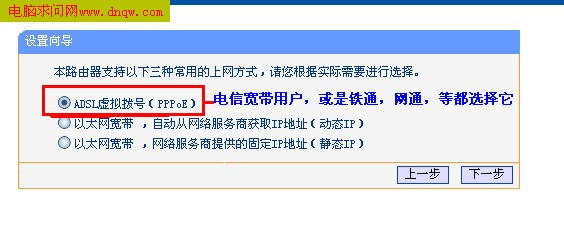 电脑求问网www.dnqw.com
设置向导
本路由器支持以下三种常用的上网方式，请您根据实际需要进行选择。
ADSL虚拟拨号（PPPoE） 电信宽带用户，或是铁通，网通，等都选择它
以太网宽带 ，自动从网络服务商获取IP地址（动态IP）
以太网宽带 ，网络服务商提供的固定IP地址（静态IP）
上一步 下一步